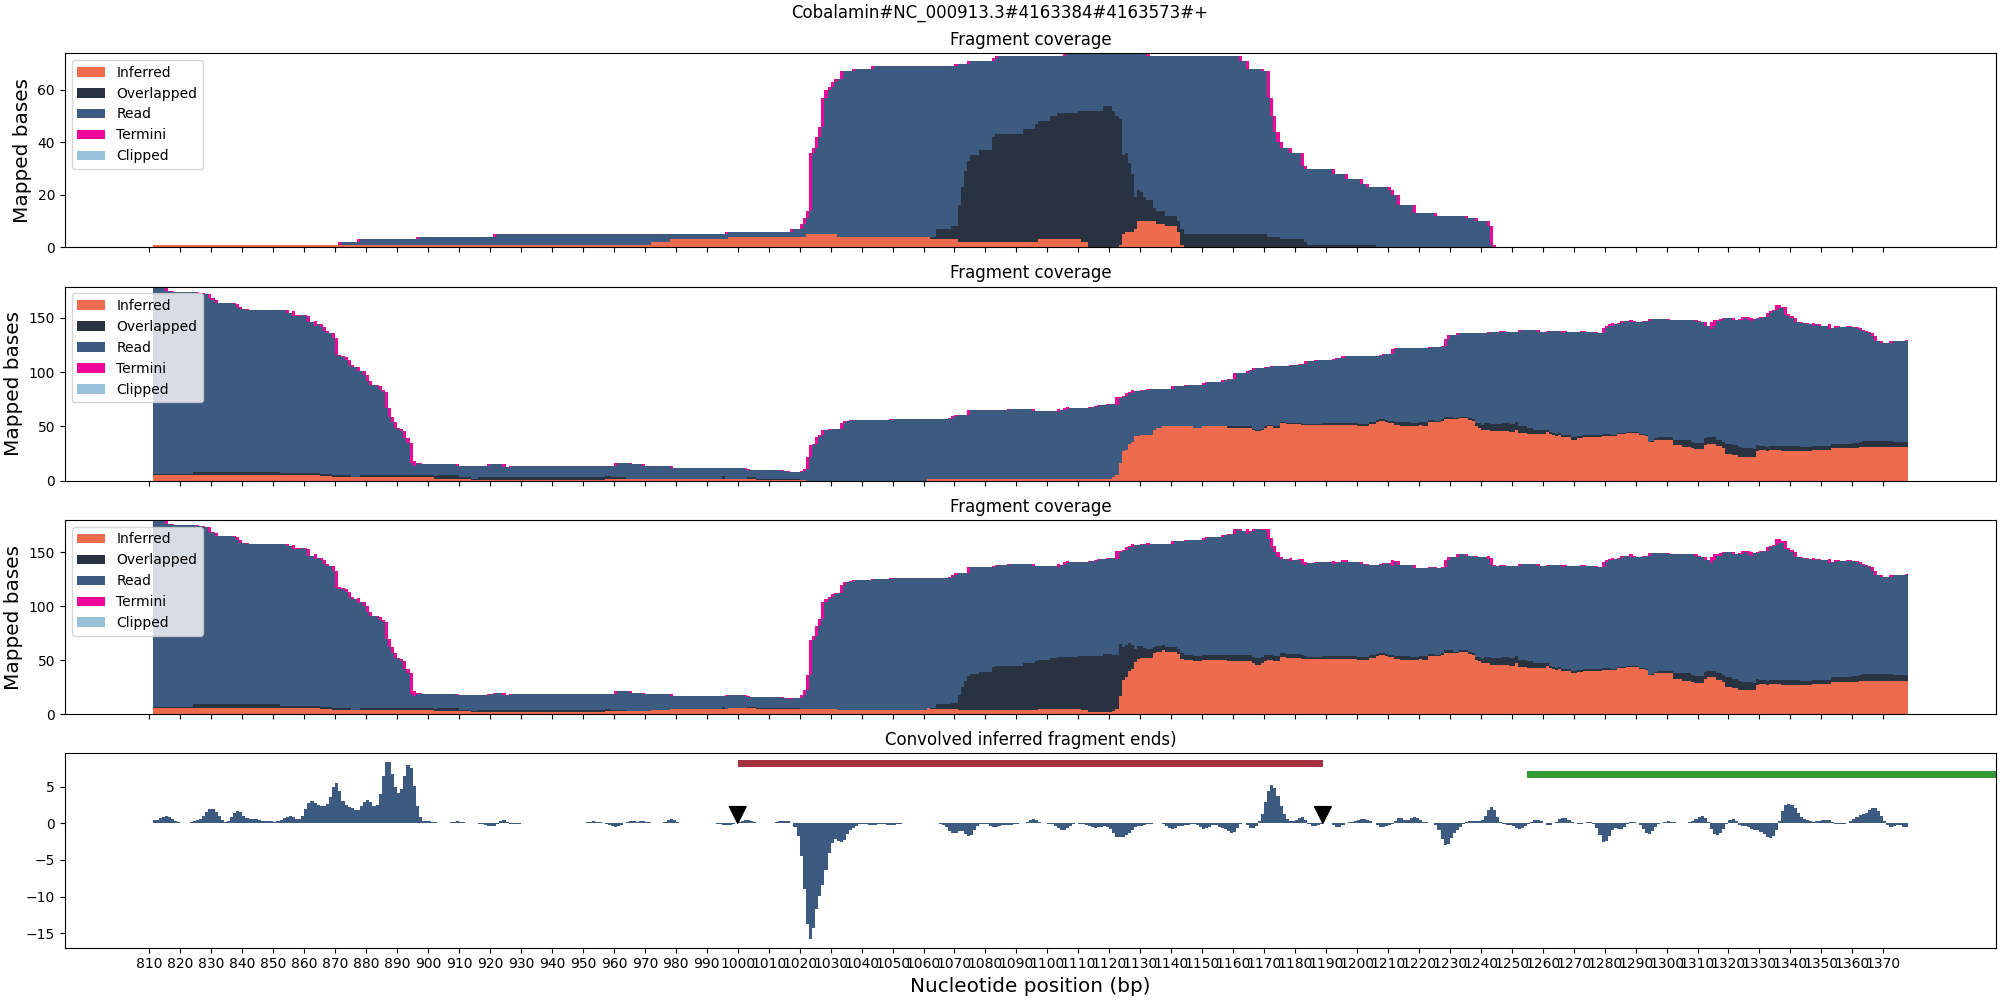 Cobalamin#NC_000913.3#4163384#4163573#+
Fragment coverage
Mapped bases
60
40
20
0
Inferred
Overlapped
Read
Termini
Clipped
Fragment coverage
Mapped bases
150
100
50
0
Inferred
Overlapped
Read
Termini
Clipped
Fragment coverage
Mapped bases
150
100
50
0
Inferred
Overlapped
Read
Termini
Clipped
Convolved inferred fragment ends)
5
0
−5
−10
−15
810 820 830 840 850 860 870 880 890 900 910 920 930 940 950 960 970 980 990 1000 1010 1020 1030 1040 1050 1060 1070 1080 1090 1100 1110 1120 1130 1140 1150 1160 1170 1180 1190 1200 1210 1220 1230 1240 1250 1260 1270 1280 1290 1300 1310 1320 1330 1340 1350 1360 1370
Nucleotide position (bp)